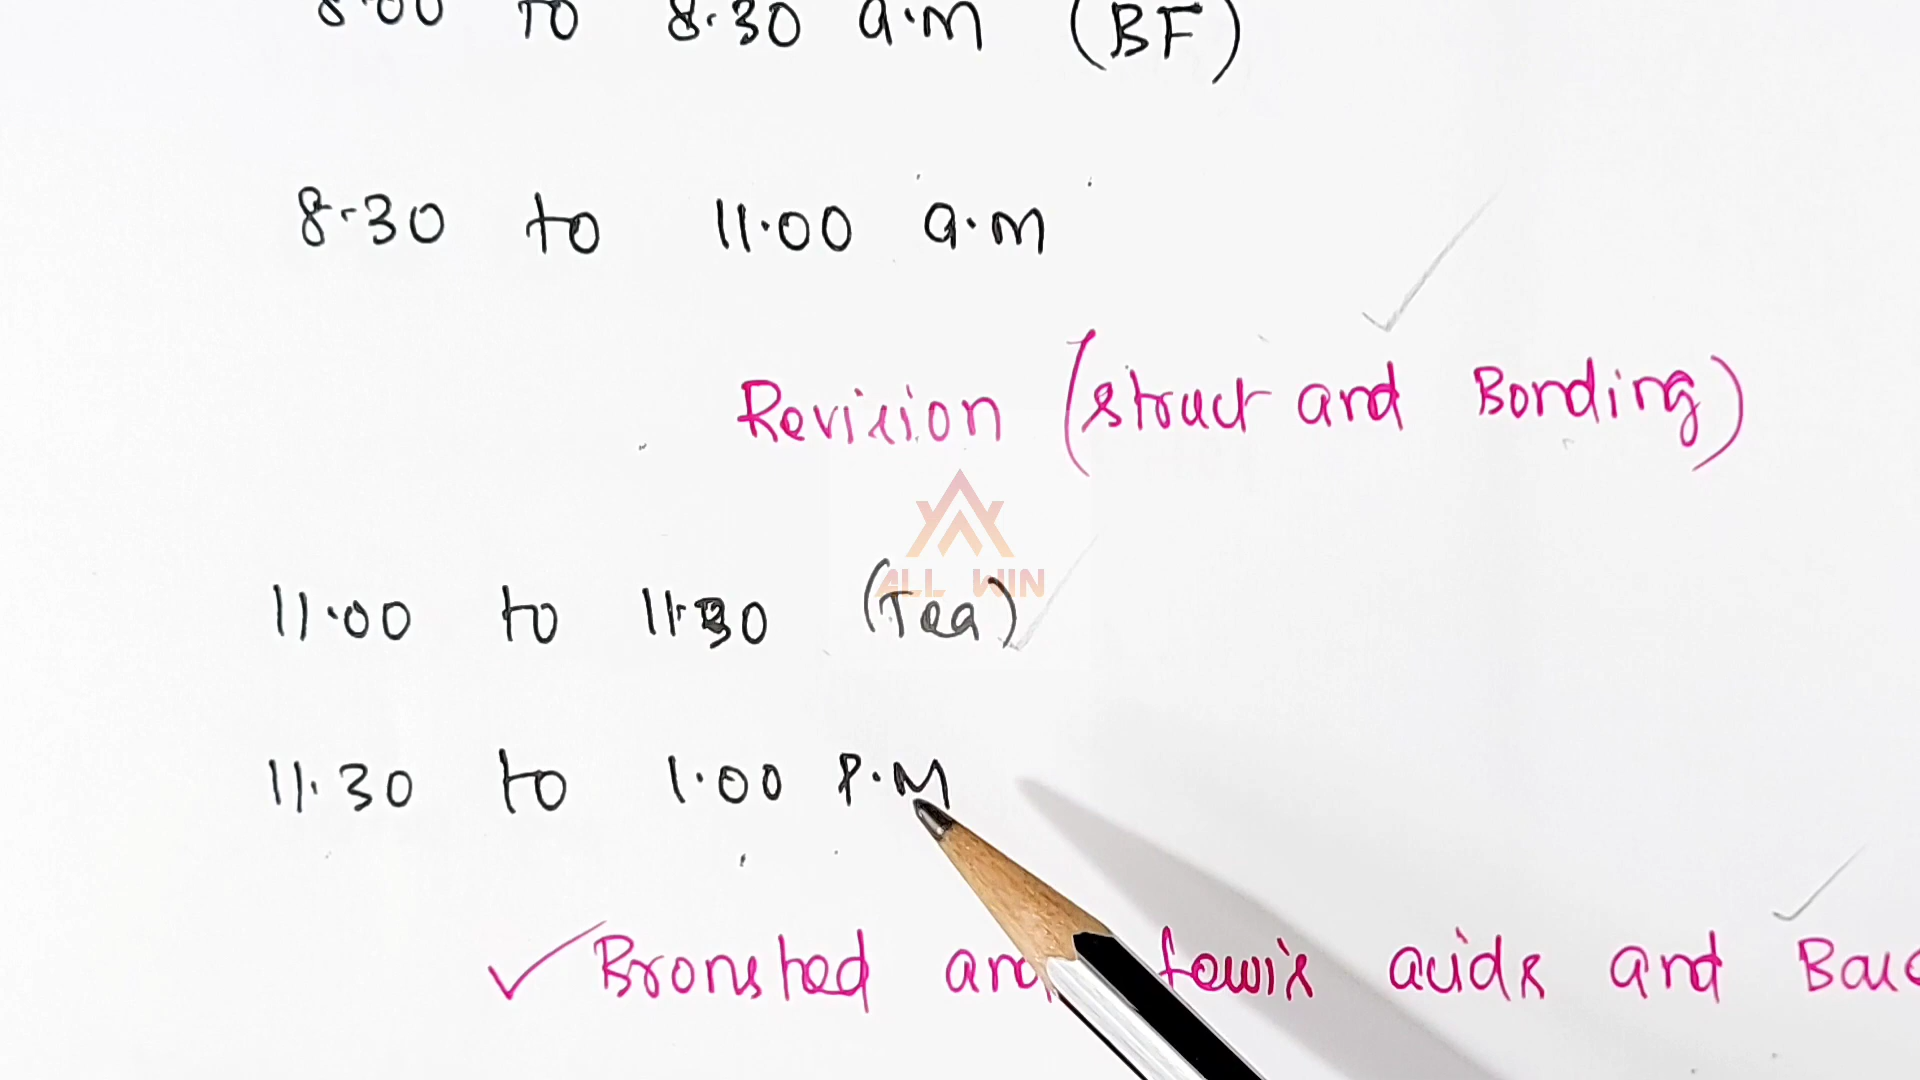 8.00 To 8.30 a.m (BF)
8.30 to 11.00 a.m
Revision (struct and Bonding)
ALL WIN
11.00 to 11.30 (Tea)
11.30 to 1.00 P.M
Bronsted and Lewis acids and